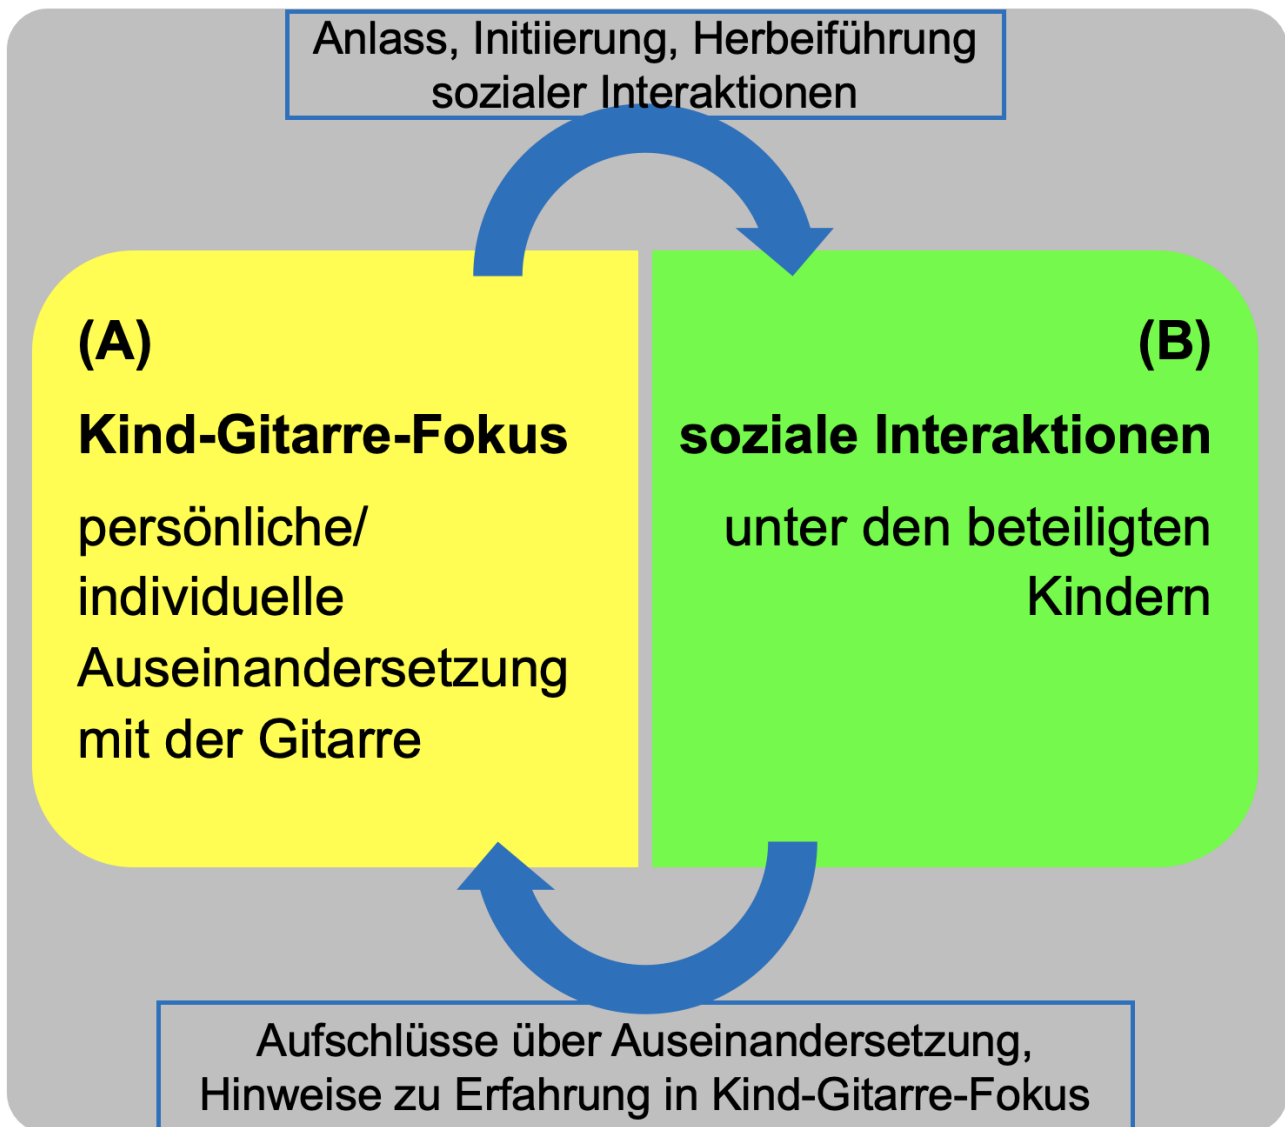 Anlass, Initiierung, Herbeiführung
sozialer Interaktionen
(A)
Kind-Gitarre-Fokus
persönliche/
individuelle
Auseinandersetzung
mit der Gitarre
(B)
soziale Interaktionen
unter den beteiligten
Kindern
Aufschlüsse über Auseinandersetzung,
Hinweise zu Erfahrung in Kind-Gitarre-Fokus